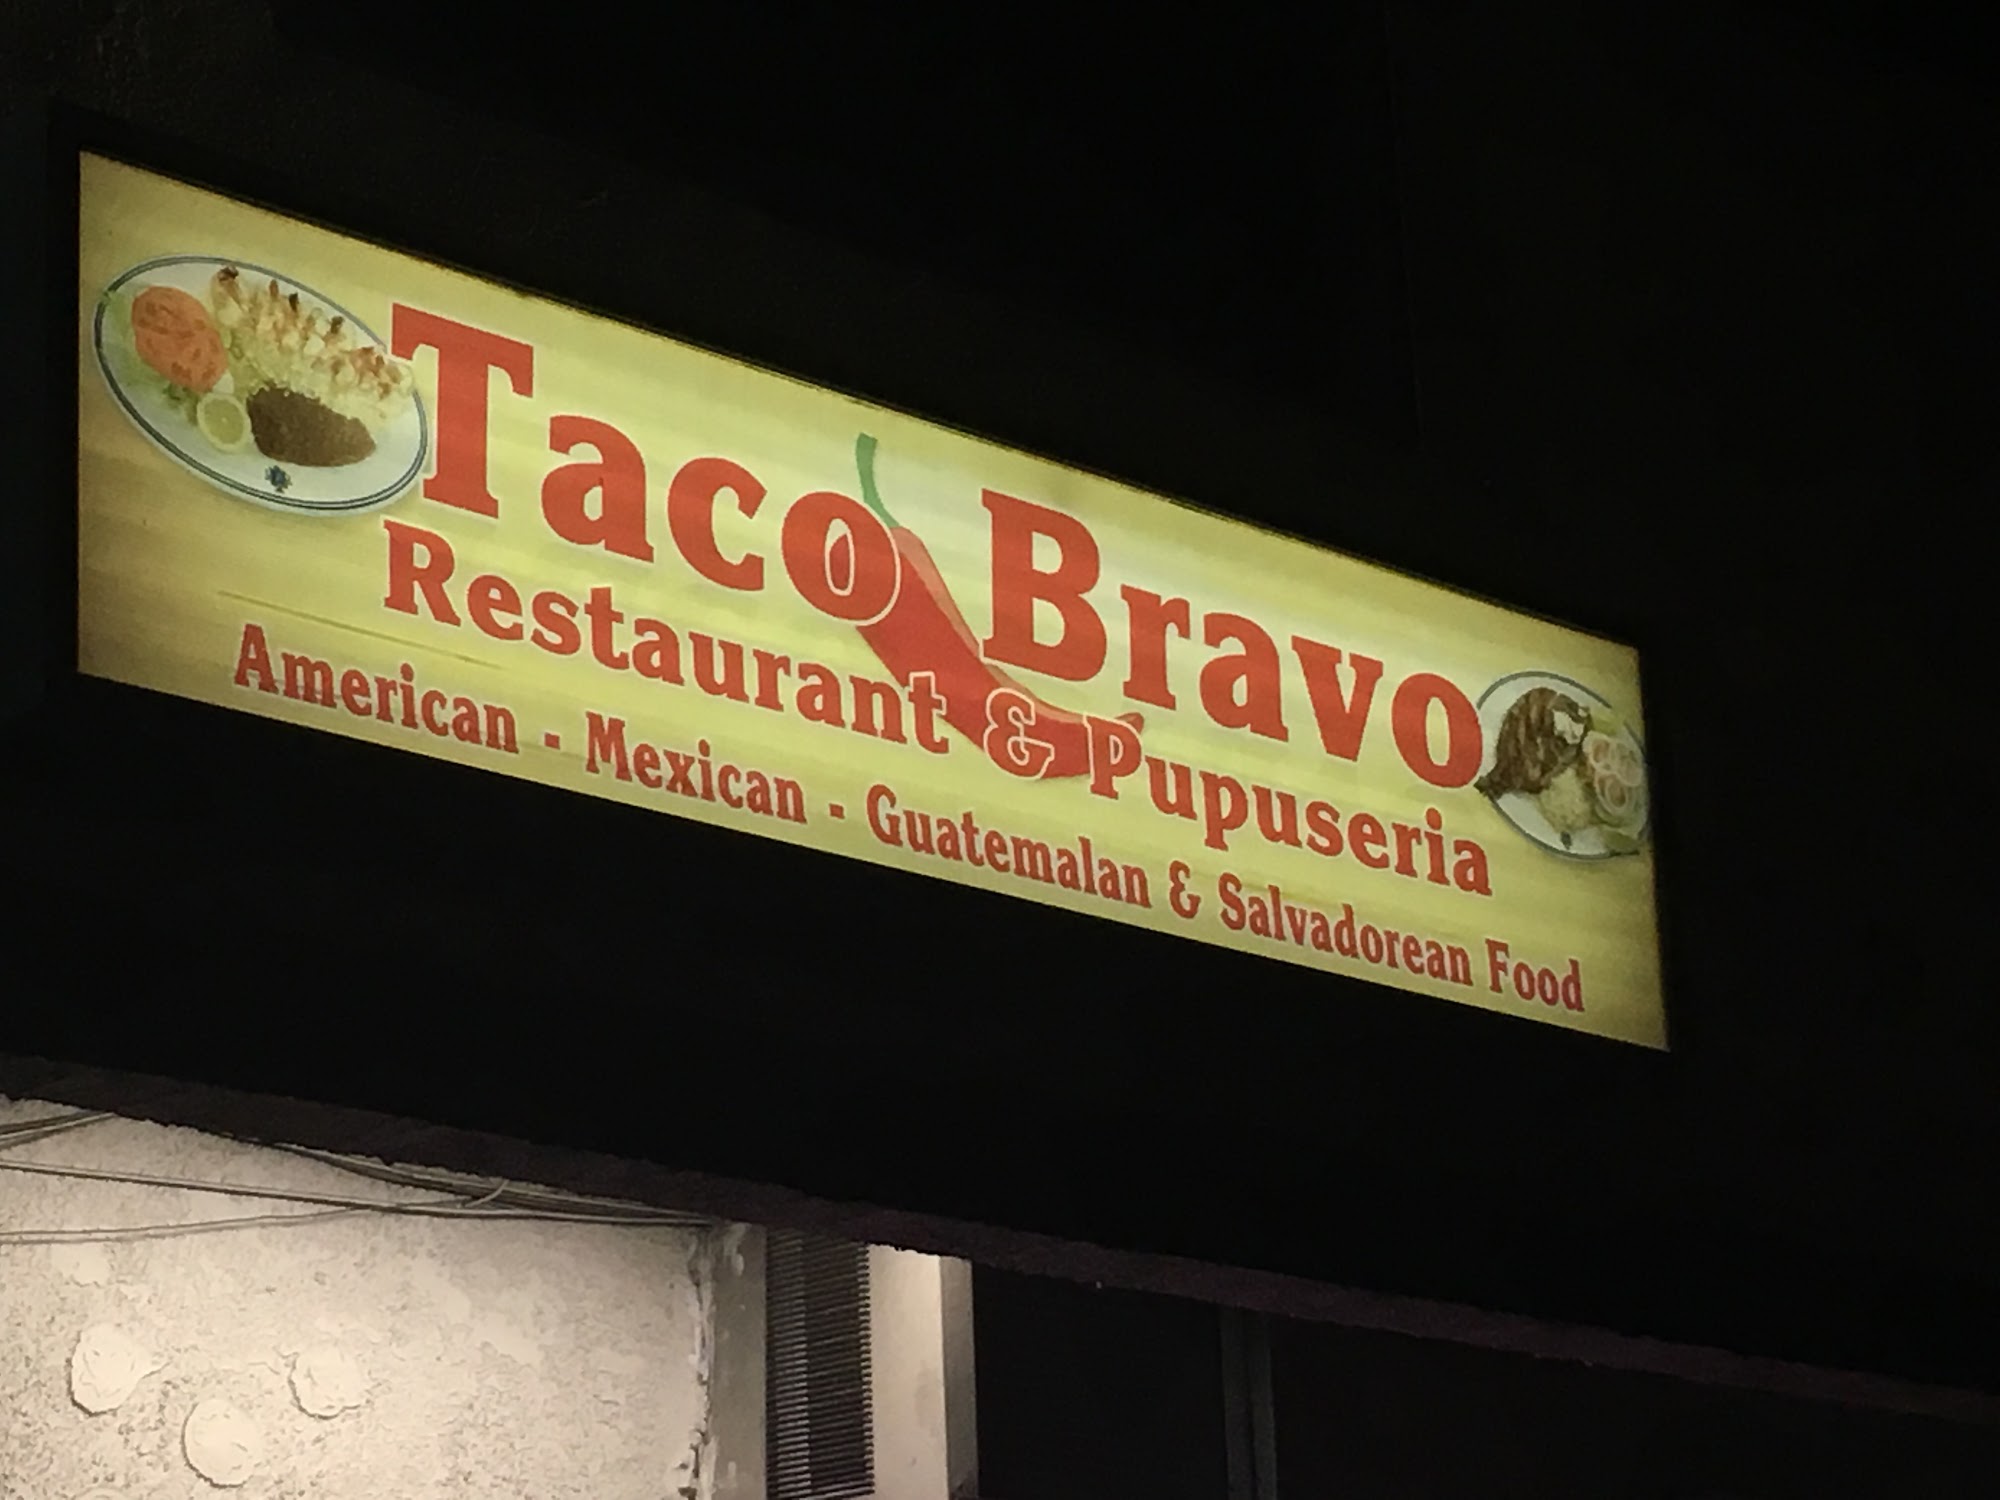 Taco Bravo
Restaurant & Pupuseria
American - Mexican - Guatemalan & Salvadorean Food